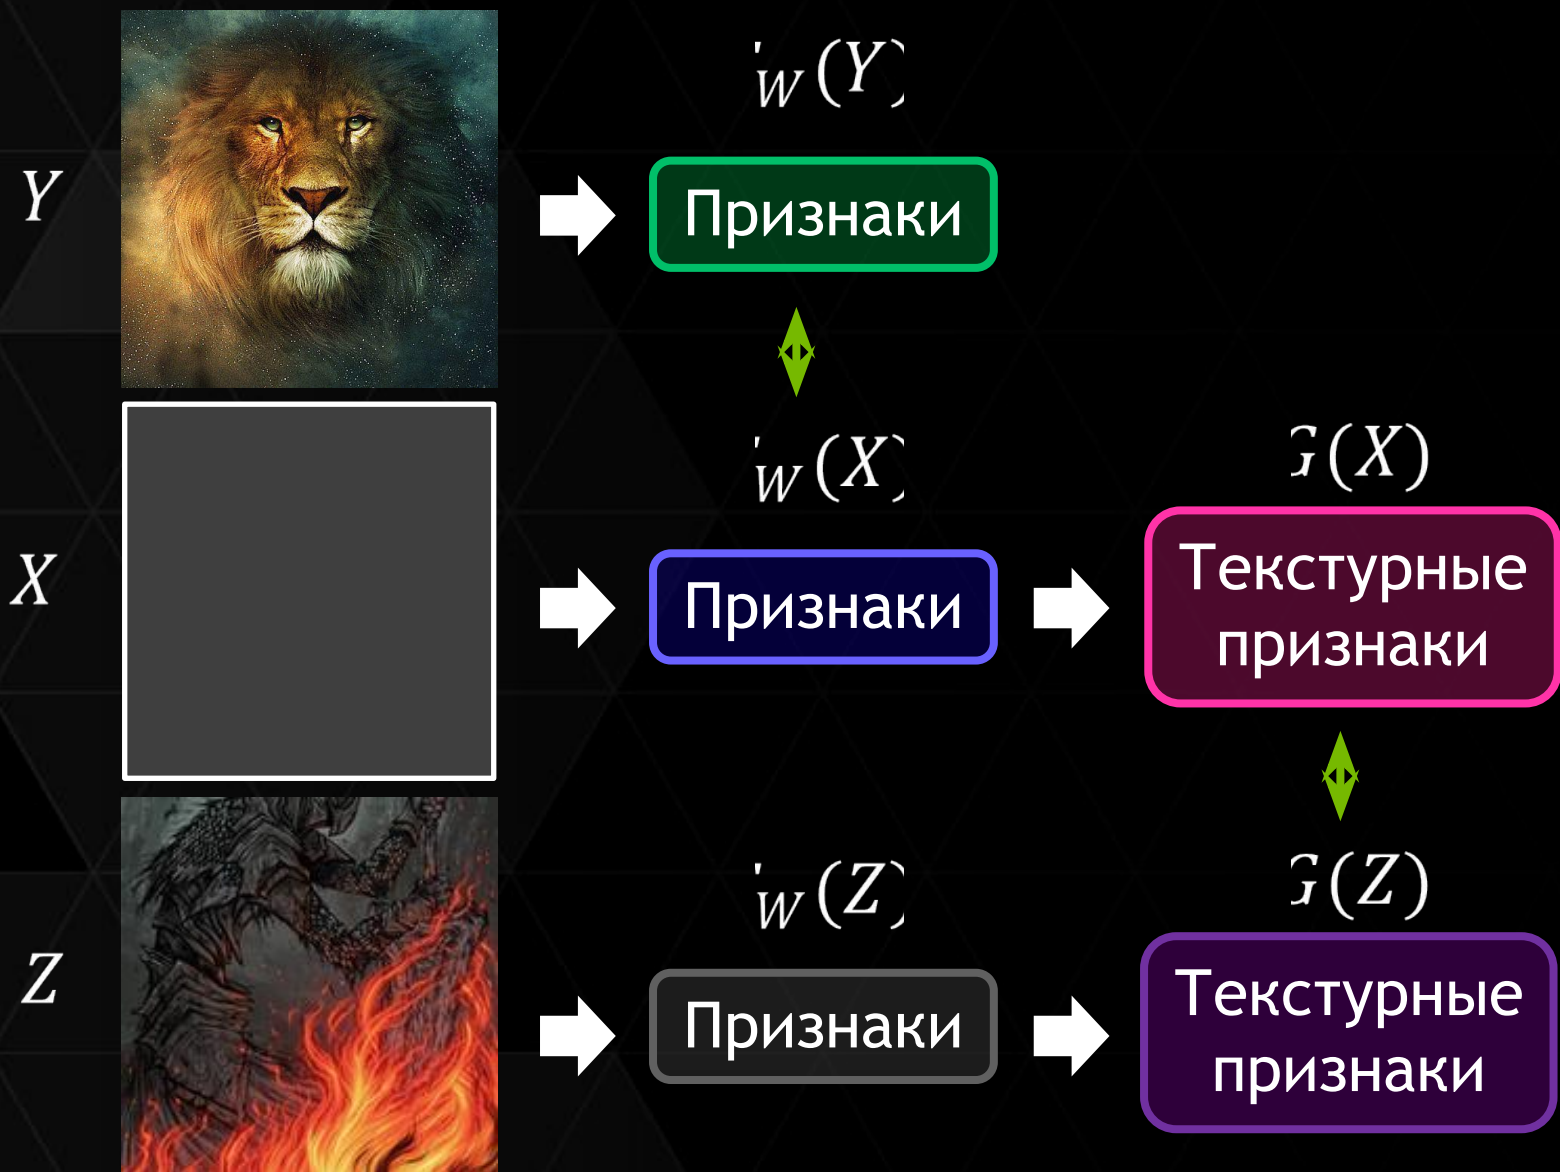 'W(Y)
Y
Признаки
'W(X)
G(X)
X
Признаки
Текстурные
признаки
'W(Z)
G(Z)
Z
Признаки
Текстурные
признаки